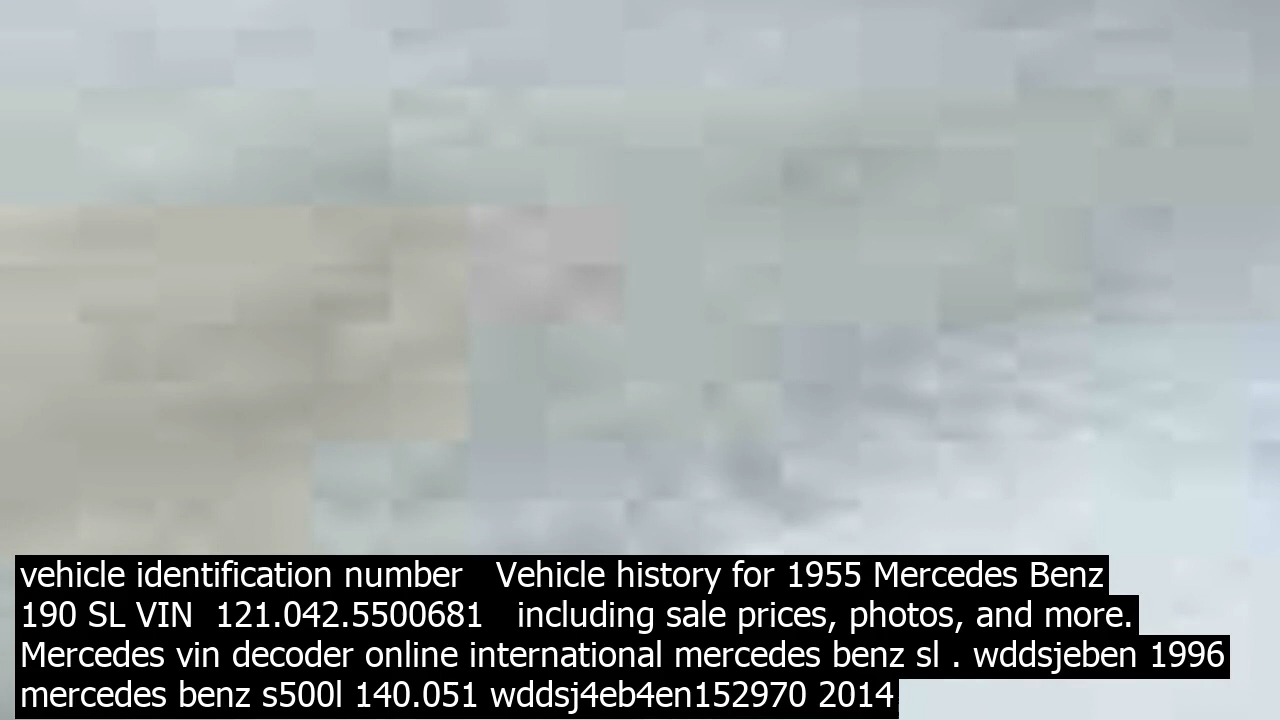 vehicle identification number   Vehicle history for 1955 Mercedes Benz
190 SL VIN  121.042.5500681   including sale prices, photos, and more.
Mercedes vin decoder online international mercedes benz sl . wddsjeben 1996
mercedes benz s500l 140.051 wddsj4eb4en152970 2014